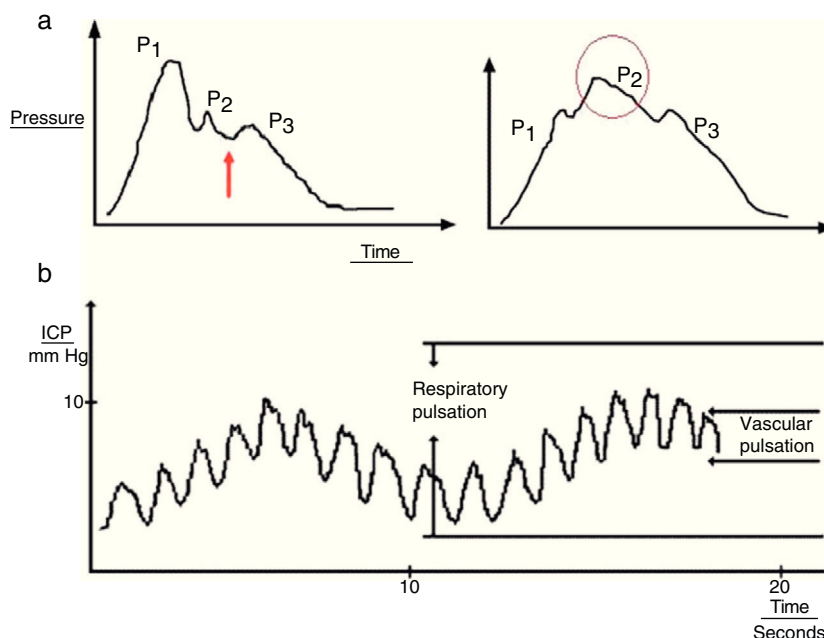 a
P1
P2
P3
Pressure
Time
P1
P2
P3
b
ICP
mm Hg
10
Respiratory
pulsation
Vascular
pulsation
10
20
Time
Seconds